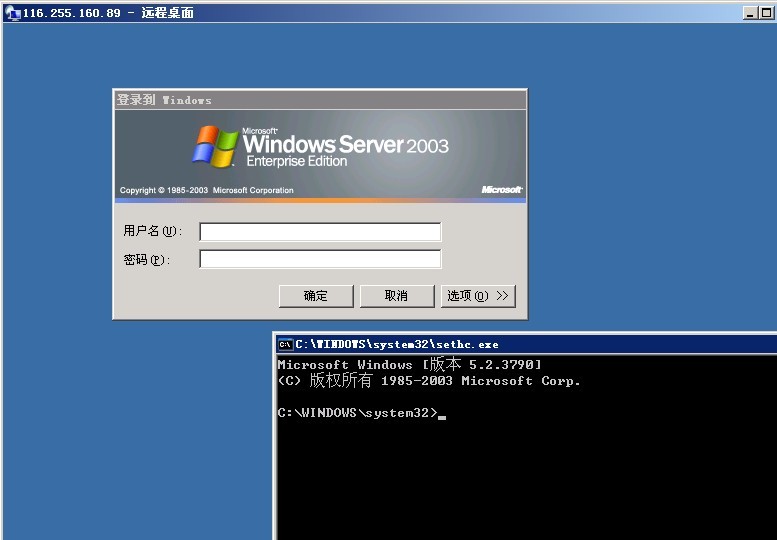 116.255.160.89 - 远程桌面
登录到 Windows
Microsoft
Windows Server 2003
Enterprise Edition
Copyright © 1985-2003 Microsoft Corporation Microsoft
用户名(U):
密码(P):
确定 取消 选项(O) >>
C:\ C:\WINDOWS\system32\sethc.exe
Microsoft Windows [版本 5.2.3790]
(C) 版权所有 1985-2003 Microsoft Corp.
C:\WINDOWS\system32>_